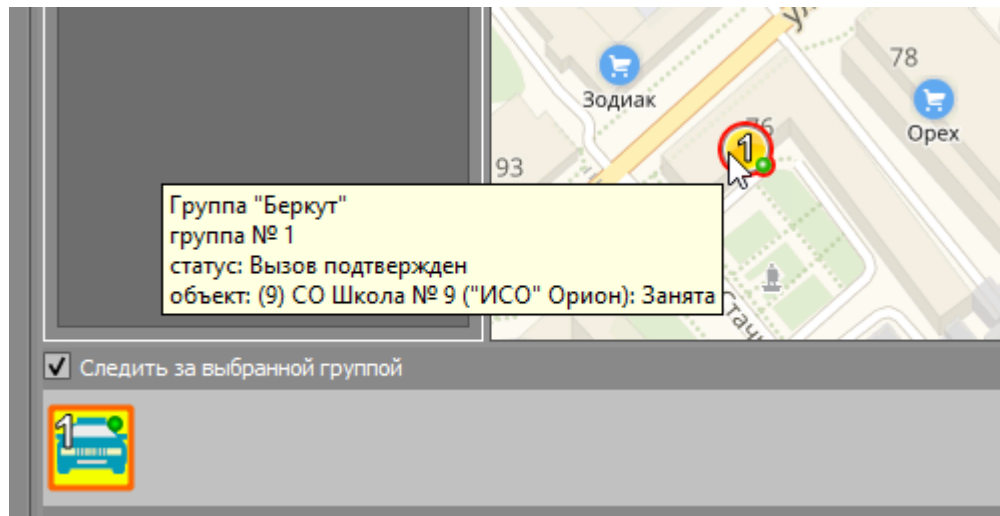 78
Зодиак
Орех
76
1
93
Группа "Беркут"
группа № 1
статус: Вызов подтвержден
объект: (9) СО Школа № 9 ("ИСО" Орион): Занята
Следить за выбранной группой
1